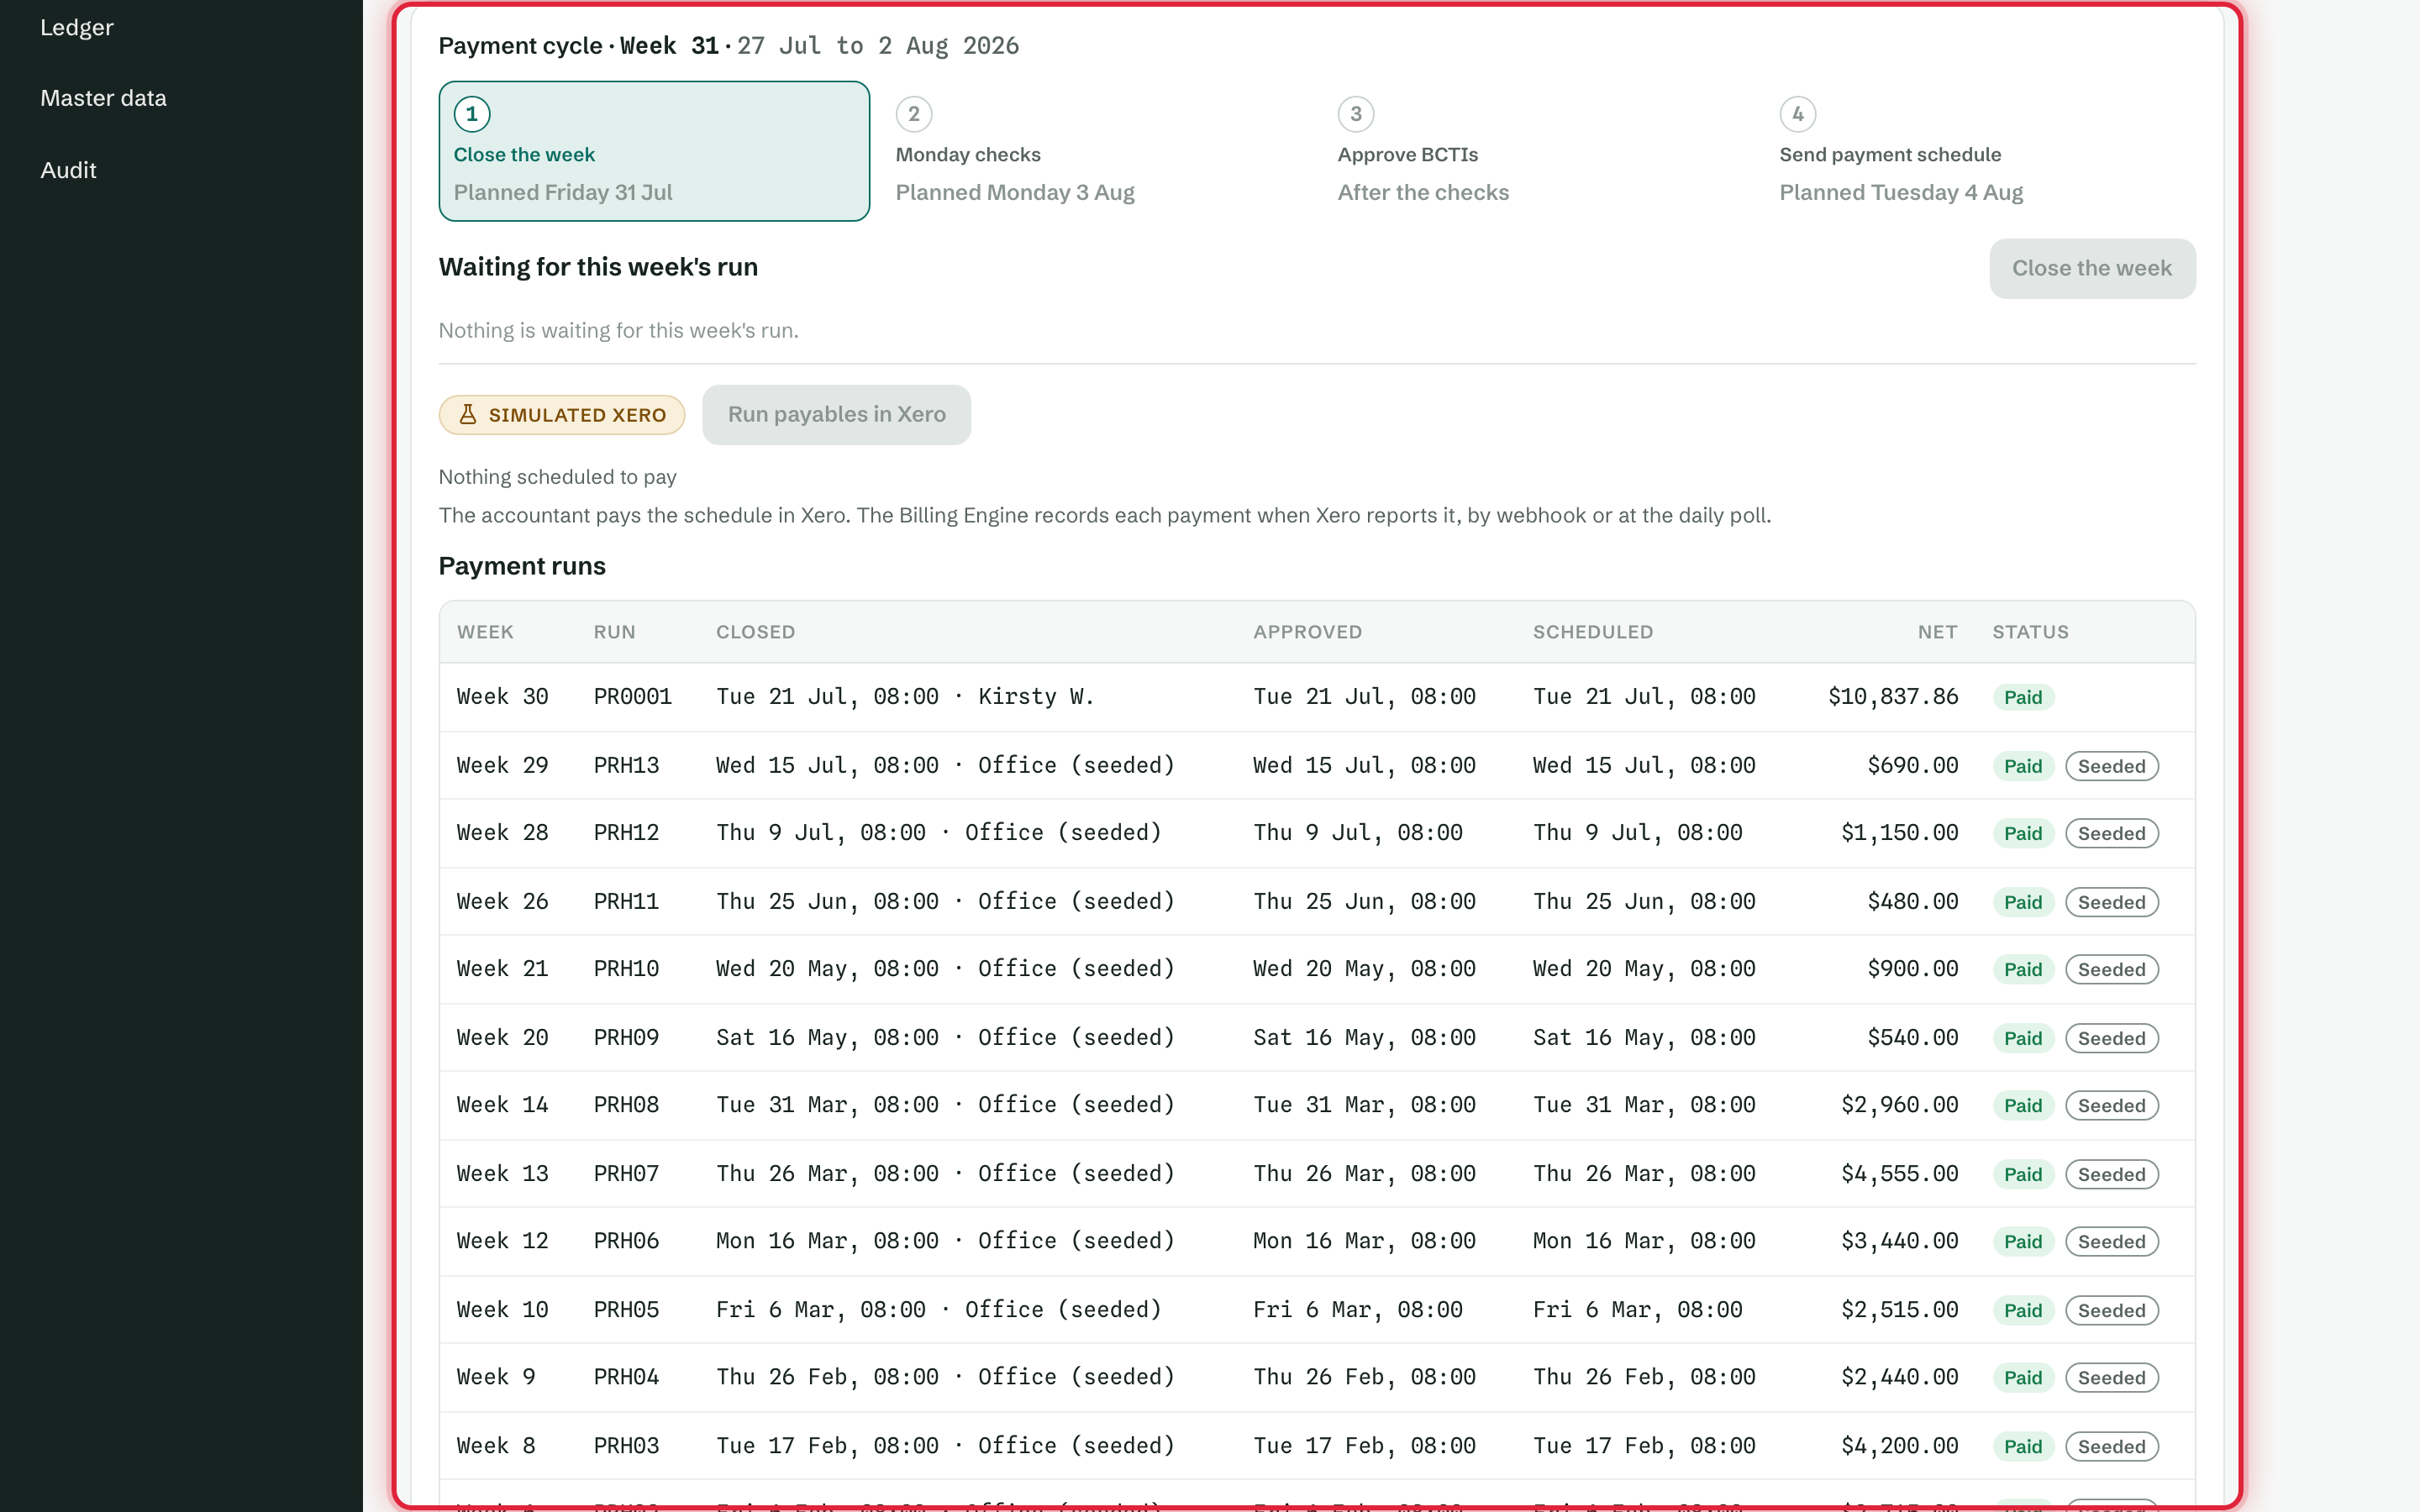 Ledger
Master data
Audit
Payment cycle · Week 31 · 27 Jul to 2 Aug 2026
1
Close the week
Planned Friday 31 Jul
2
Monday checks
Planned Monday 3 Aug
3
Approve BCTIs
After the checks
4
Send payment schedule
Planned Tuesday 4 Aug
Waiting for this week's run
Close the week
Nothing is waiting for this week's run.
SIMULATED XERO
Run payables in Xero
Nothing scheduled to pay
The accountant pays the schedule in Xero. The Billing Engine records each payment when Xero reports it, by webhook or at the daily poll.
Payment runs
WEEK RUN CLOSED APPROVED SCHEDULED NET STATUS
Week 30 PR0001 Tue 21 Jul, 08:00 · Kirsty W. Tue 21 Jul, 08:00 Tue 21 Jul, 08:00 $10,837.86 Paid
Week 29 PRH13 Wed 15 Jul, 08:00 · Office (seeded) Wed 15 Jul, 08:00 Wed 15 Jul, 08:00 $690.00 Paid Seeded
Week 28 PRH12 Thu 9 Jul, 08:00 · Office (seeded) Thu 9 Jul, 08:00 Thu 9 Jul, 08:00 $1,150.00 Paid Seeded
Week 26 PRH11 Thu 25 Jun, 08:00 · Office (seeded) Thu 25 Jun, 08:00 Thu 25 Jun, 08:00 $480.00 Paid Seeded
Week 21 PRH10 Wed 20 May, 08:00 · Office (seeded) Wed 20 May, 08:00 Wed 20 May, 08:00 $900.00 Paid Seeded
Week 20 PRH09 Sat 16 May, 08:00 · Office (seeded) Sat 16 May, 08:00 Sat 16 May, 08:00 $540.00 Paid Seeded
Week 14 PRH08 Tue 31 Mar, 08:00 · Office (seeded) Tue 31 Mar, 08:00 Tue 31 Mar, 08:00 $2,960.00 Paid Seeded
Week 13 PRH07 Thu 26 Mar, 08:00 · Office (seeded) Thu 26 Mar, 08:00 Thu 26 Mar, 08:00 $4,555.00 Paid Seeded
Week 12 PRH06 Mon 16 Mar, 08:00 · Office (seeded) Mon 16 Mar, 08:00 Mon 16 Mar, 08:00 $3,440.00 Paid Seeded
Week 10 PRH05 Fri 6 Mar, 08:00 · Office (seeded) Fri 6 Mar, 08:00 Fri 6 Mar, 08:00 $2,515.00 Paid Seeded
Week 9 PRH04 Thu 26 Feb, 08:00 · Office (seeded) Thu 26 Feb, 08:00 Thu 26 Feb, 08:00 $2,440.00 Paid Seeded
Week 8 PRH03 Tue 17 Feb, 08:00 · Office (seeded) Tue 17 Feb, 08:00 Tue 17 Feb, 08:00 $4,200.00 Paid Seeded